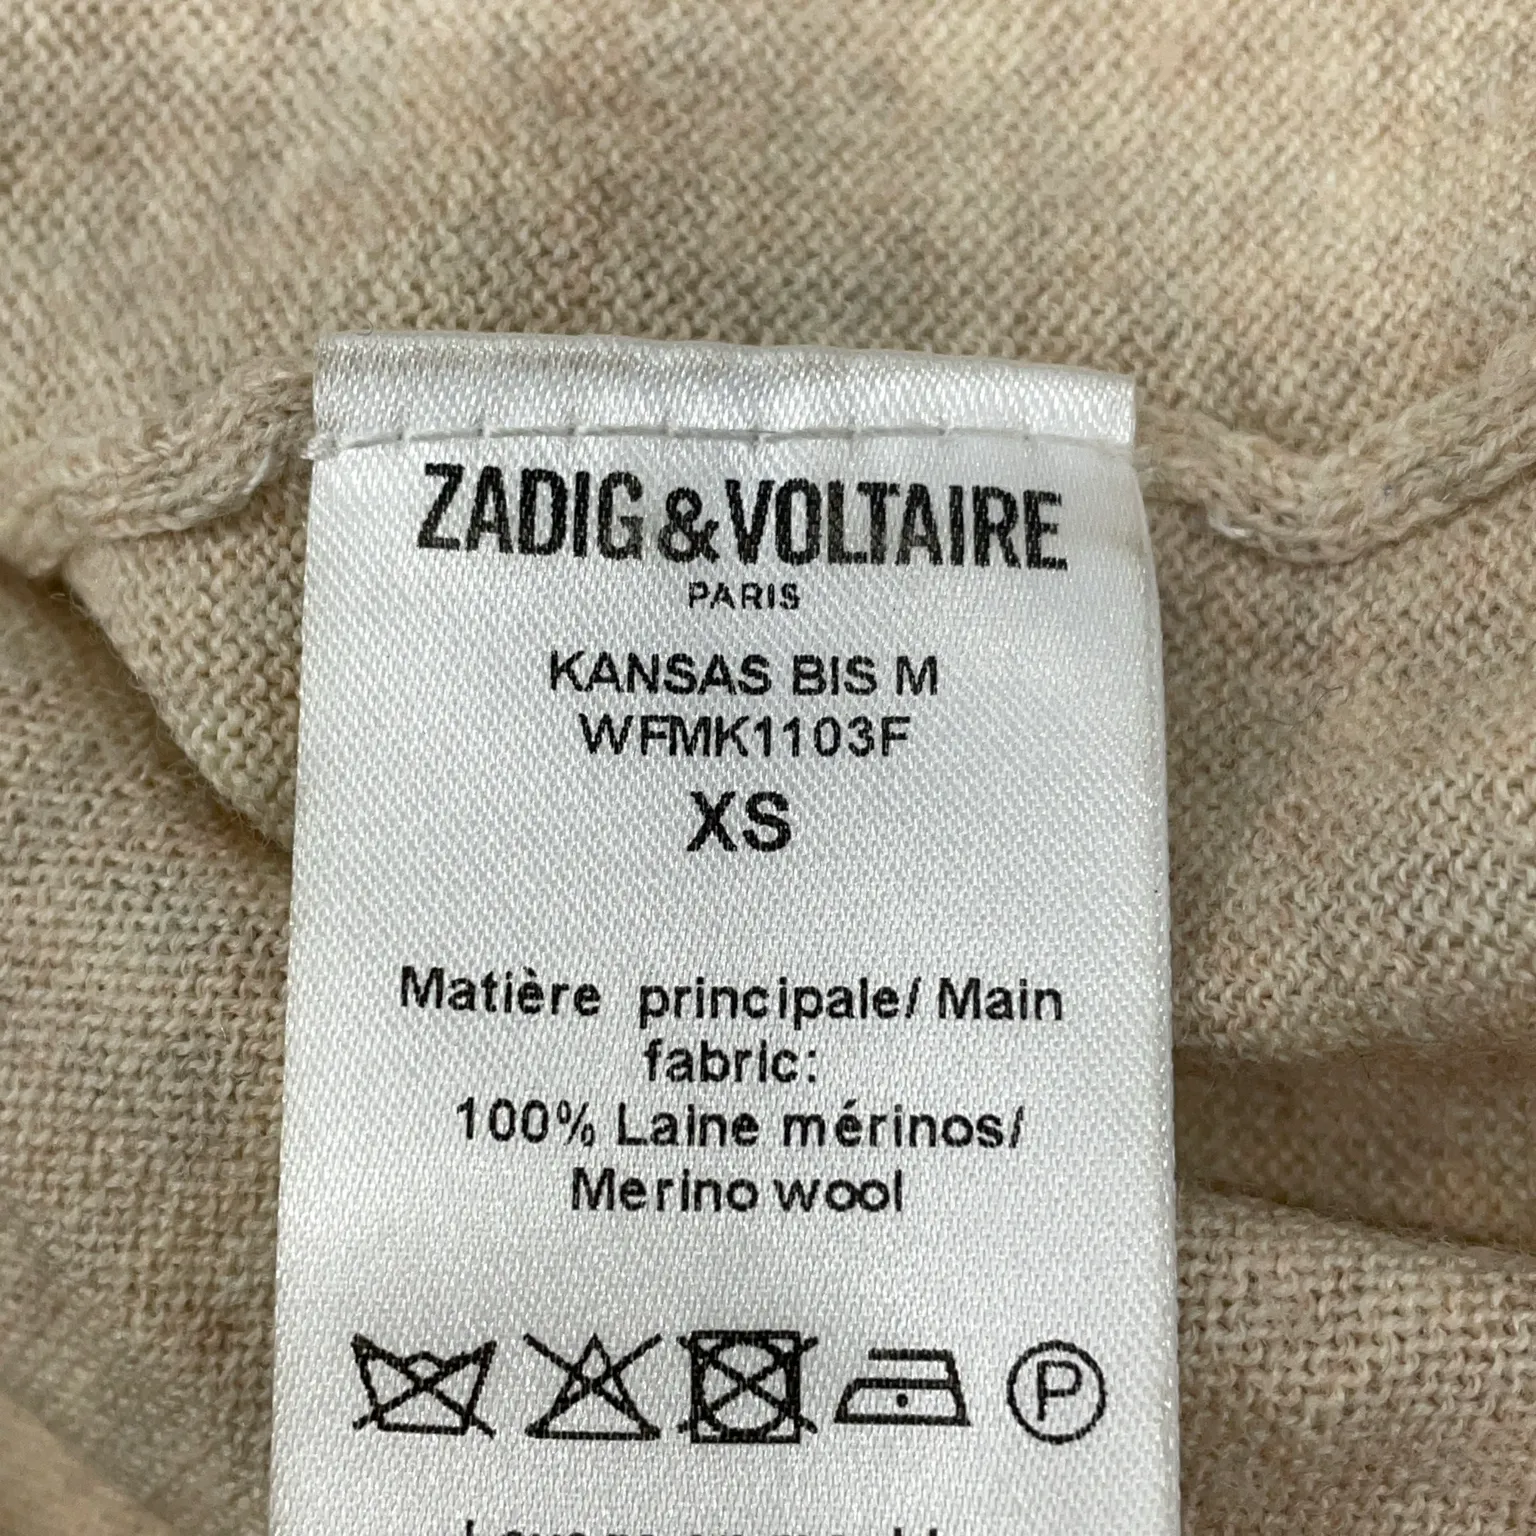 ZADIG&VOLTAIRE
PARIS
KANSAS BIS M
WFMK1103F
XS
Matière principale/ Main
fabric:
100% Laine mérinos/
Merino wool
P